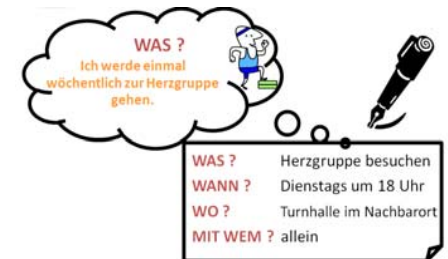 WAS ?
Ich werde einmal
wöchentlich zur Herzgruppe
gehen.
WAS ? Herzgruppe besuchen
WANN ? Dienstags um 18 Uhr
WO ? Turnhalle im Nachbarort
MIT WEM ? allein